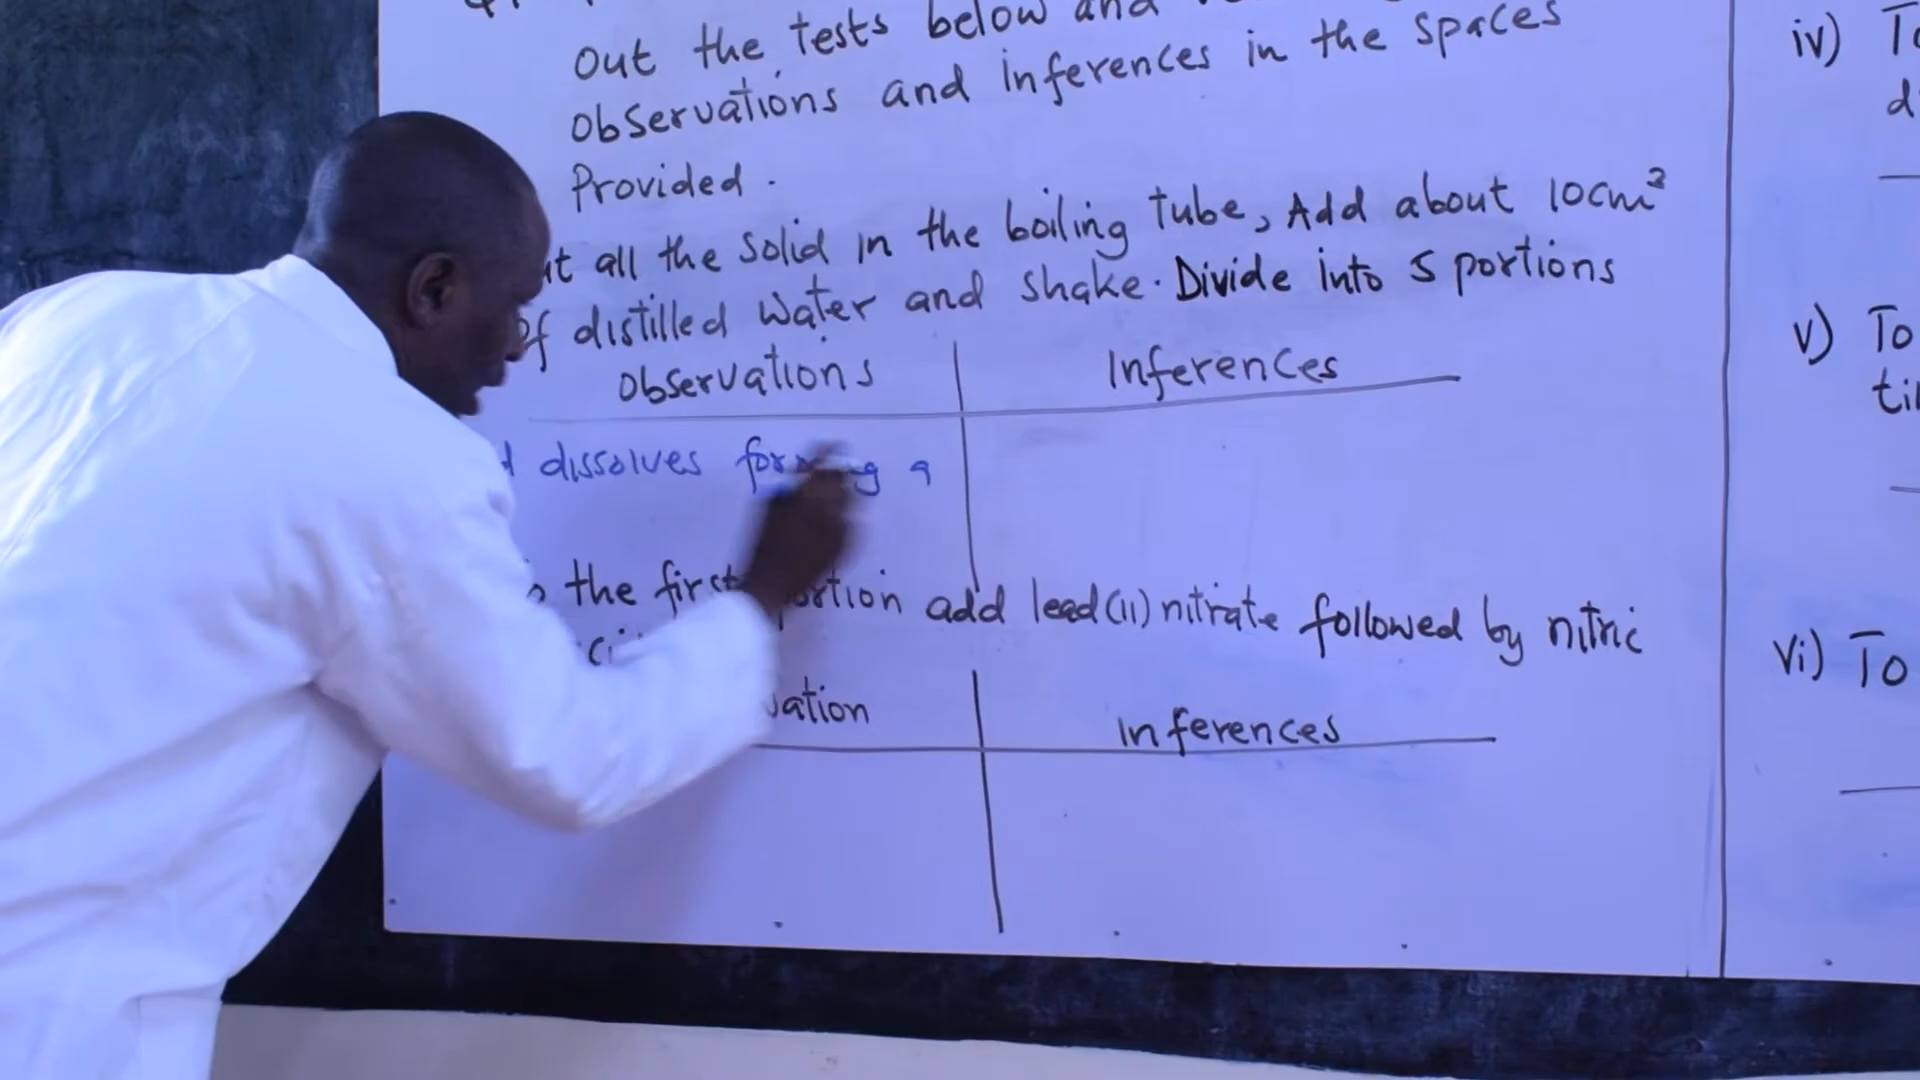 out the tests below and
observations and inferences in the spaces
Provided.
all the solid in the boiling tube, Add about 10cm³
of distilled water and shake. Divide into 5 portions
Observations Inferences
dissolves forming a
the first portion add lead(II) nitrate followed by nitric
Inferences
iv) To
d
v) To
til
vi) To